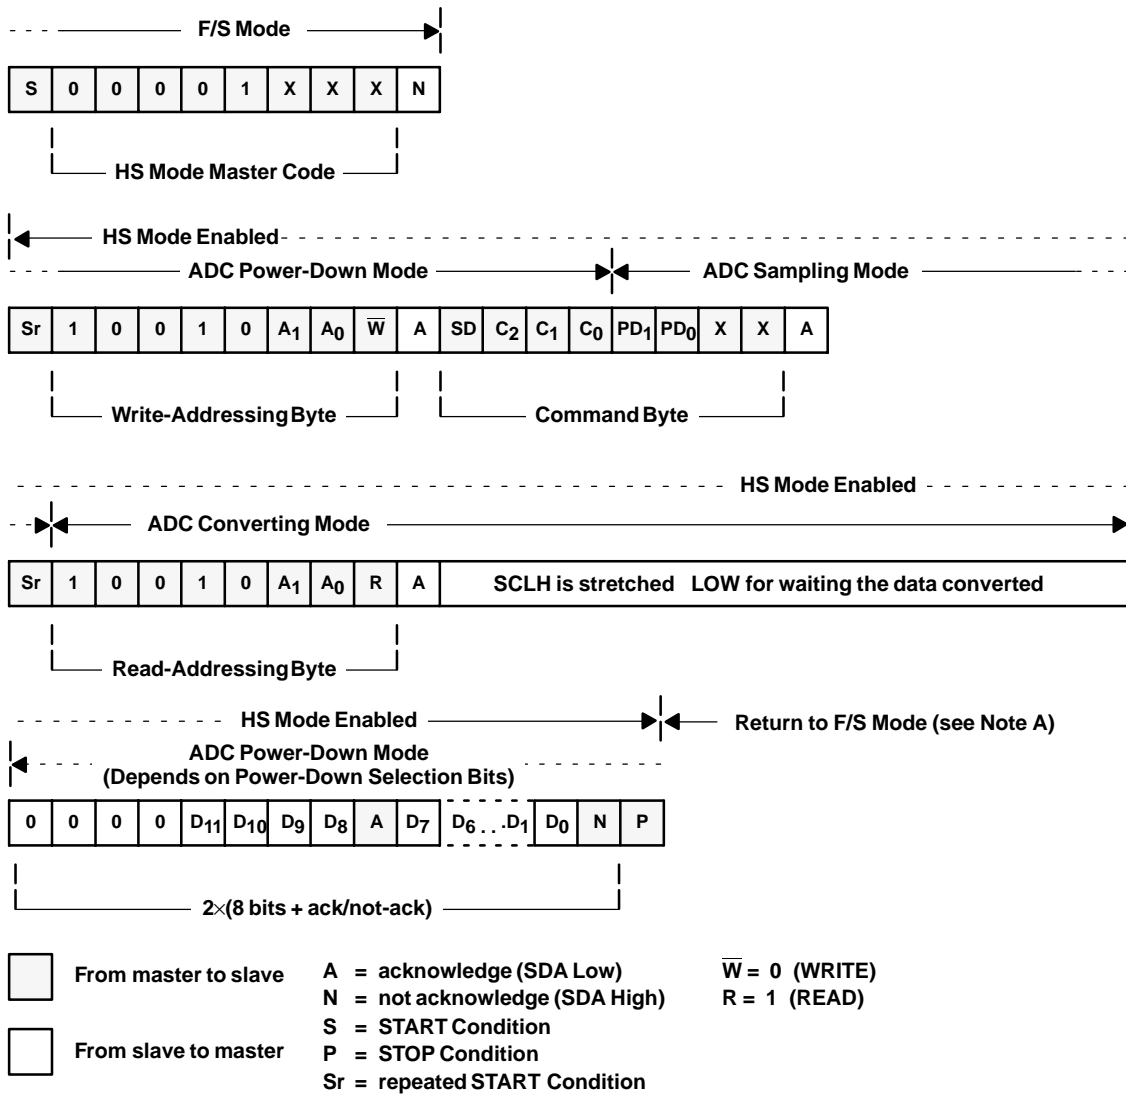 F/S Mode
S 0 0 0 0 1 X X X N
HS Mode Master Code
HS Mode Enabled
ADC Power-Down Mode ADC Sampling Mode
Sr 1 0 0 1 0 A1 A0 W̅ A SD C2 C1 C0 PD1 PD0 X X A
Write-Addressing Byte Command Byte
HS Mode Enabled
ADC Converting Mode
Sr 1 0 0 1 0 A1 A0 R A SCLH is stretched LOW for waiting the data converted
Read-Addressing Byte
HS Mode Enabled Return to F/S Mode (see Note A)
ADC Power-Down Mode
(Depends on Power-Down Selection Bits)
0 0 0 0 D11 D10 D9 D8 A D7 D6 . . .D1 D0 N P
2×(8 bits + ack/not-ack)
From master to slave
From slave to master
A = acknowledge (SDA Low)
N = not acknowledge (SDA High)
S = START Condition
P = STOP Condition
Sr = repeated START Condition
W̅ = 0 (WRITE)
R = 1 (READ)